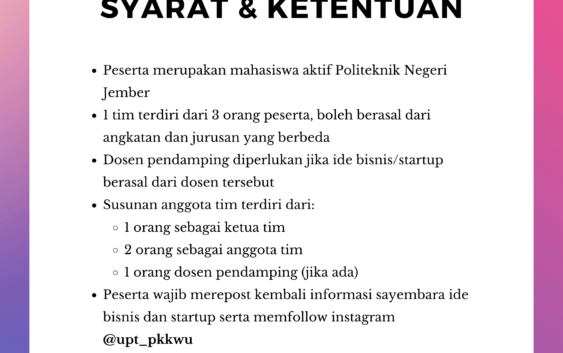 SYARAT & KETENTUAN
• Peserta merupakan mahasiswa aktif Politeknik Negeri
Jember
• 1 tim terdiri dari 3 orang peserta, boleh berasal dari
angkatan dan jurusan yang berbeda
• Dosen pendamping diperlukan jika ide bisnis/startup
berasal dari dosen tersebut
• Susunan anggota tim terdiri dari:
◦ 1 orang sebagai ketua tim
◦ 2 orang sebagai anggota tim
◦ 1 orang dosen pendamping (jika ada)
• Peserta wajib merepost kembali informasi sayembara ide
bisnis dan startup serta memfollow instagram
@upt_pkkwu